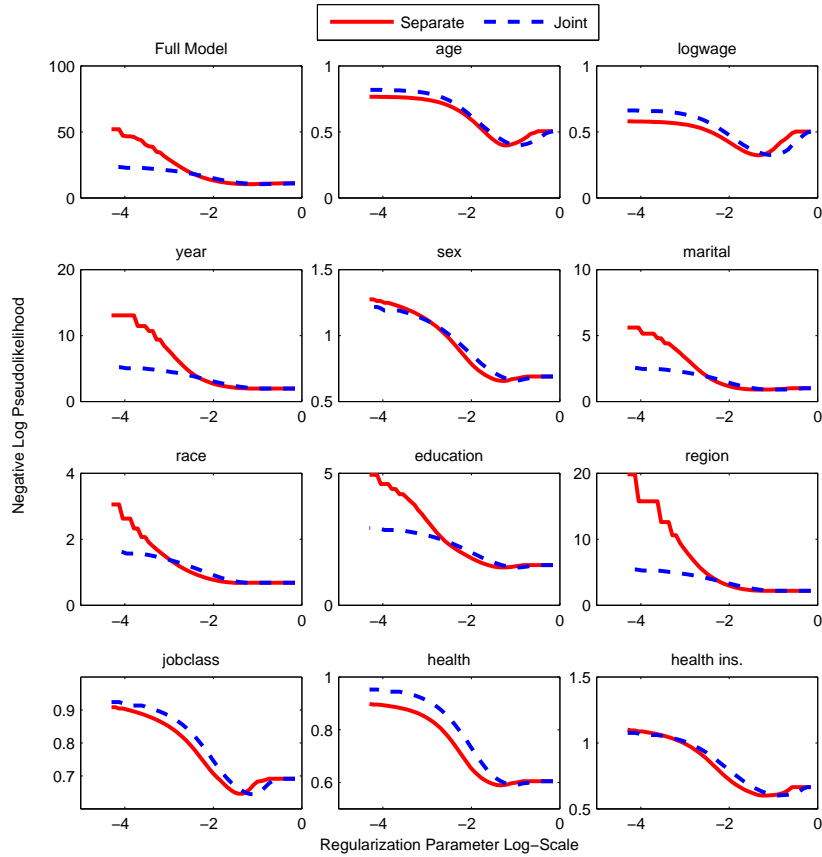 Separate Joint
Full Model age logwage
100 1 1
50 0.5 0.5
0 0 0
−4 −2 0 −4 −2 0 −4 −2 0
year sex marital
20 1.5 10
10 1 5
0 0.5 0
−4 −2 0 −4 −2 0 −4 −2 0
Negative Log Pseudolikelihood
race education region
4 5 20
2 10
0 0 0
−4 −2 0 −4 −2 0 −4 −2 0
jobclass health health ins.
0.9 1 1.5
0.8 0.8 1
0.7 0.6 0.5
−4 −2 0 −4 −2 0 −4 −2 0
Regularization Parameter Log−Scale